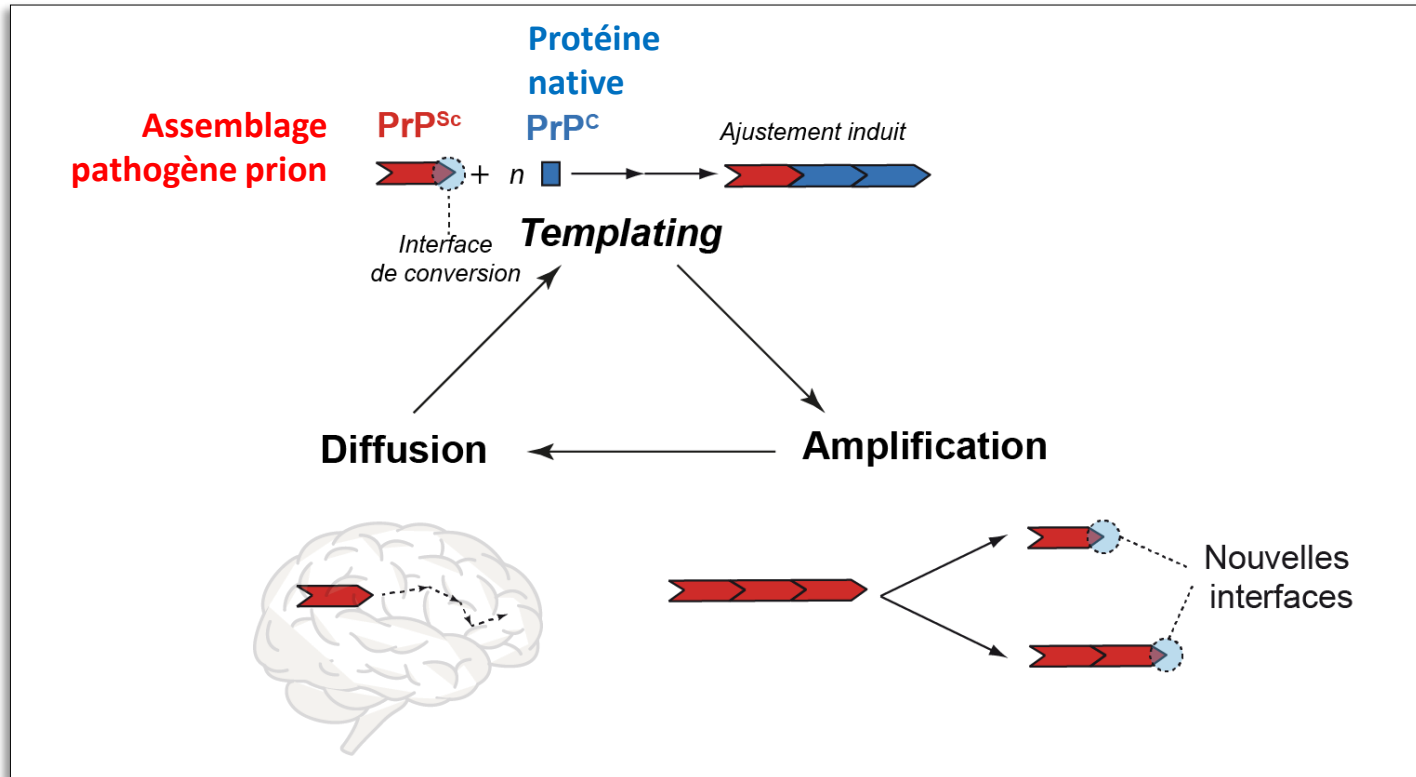 Protéine
native
Assemblage
pathogène prion
PrPSc
PrPC
Ajustement induit
+ n
Interface
de conversion
Templating
Diffusion
Amplification
Nouvelles
interfaces